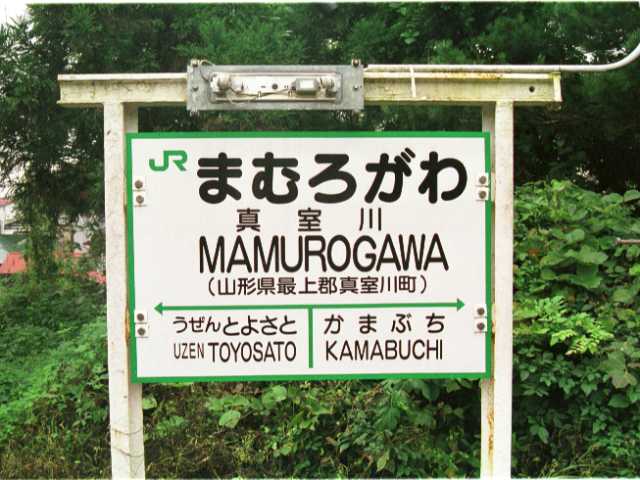 JR まむろがわ
真室川
MAMUROGAWA
（山形県最上郡真室川町）
うぜんとよさと かまぶち
UZEN TOYOSATO KAMABUCHI